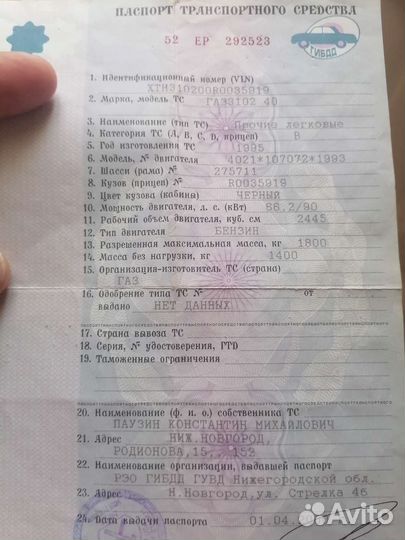 ПАСПОРТ ТРАНСПОРТНОГО СРЕДСТВА
52 ЕР 292523
ГИБДД
1. Идентификационный номер (VIN)
ХТН310200R0035919
2. Марка, модель ТС ГАЗ3102 40
3. Наименование (тип ТС) Прочие легковые
4. Категория ТС (А, В, С, D, прицеп) В
5. Год изготовления ТС 1995
6. Модель, № двигателя 4021*107072*1993
7. Шасси (рама) № 275711
8. Кузов (прицеп) № R0035919
9. Цвет кузова (кабины) ЧЕРНЫЙ
10. Мощность двигателя, л. с. (кВт) 66.2/90
11. Рабочий объем двигателя, куб. см 2445
12. Тип двигателя БЕНЗИН
13. Разрешенная максимальная масса, кг 1800
14. Масса без нагрузки, кг 1400
15. Организация-изготовитель ТС (страна)
ГАЗ
16. Одобрение типа ТС № от
выдано НЕТ ДАННЫХ
17. Страна вывоза ТС
18. Серия, № удостоверения, ГТD
19. Таможенные ограничения
20. Наименование (ф. и. о.) собственника ТС
ПАУЗИН КОНСТАНТИН МИХАЙЛОВИЧ
21. Адрес НИЖ.НОВГОРОД,
РОДИОНОВА,15,.,152
22. Наименование организации, выдавшей паспорт
РЭО ГИБДД ГУВД Нижегородской обл.
23. Адрес Н.Новгород,ул. Стрелка 46
24. Дата выдачи паспорта 01.04.
Avito